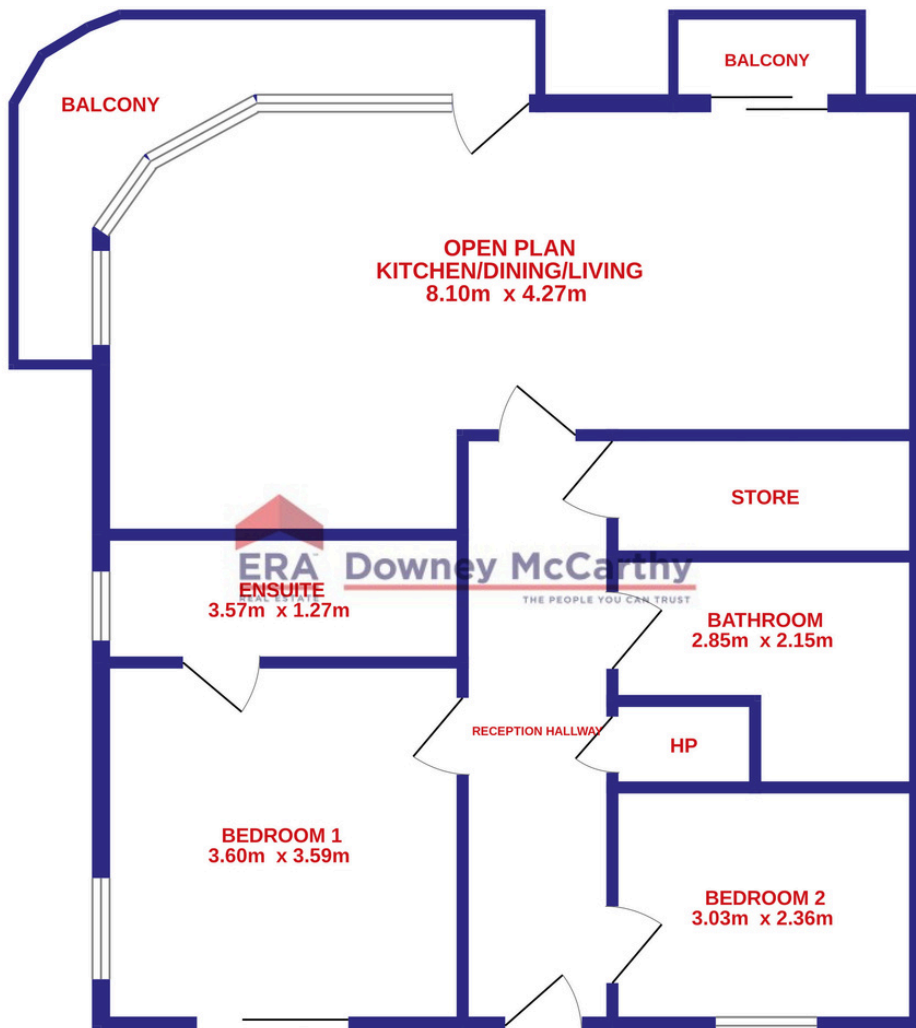 BALCONY
BALCONY
OPEN PLAN
KITCHEN/DINING/LIVING
8.10m x 4.27m
STORE
ERA Downey McCarthy
REAL ESTATE
THE PEOPLE YOU CAN TRUST
ENSUITE
3.57m x 1.27m
BATHROOM
2.85m x 2.15m
RECEPTION HALLWAY
HP
BEDROOM 1
3.60m x 3.59m
BEDROOM 2
3.03m x 2.36m